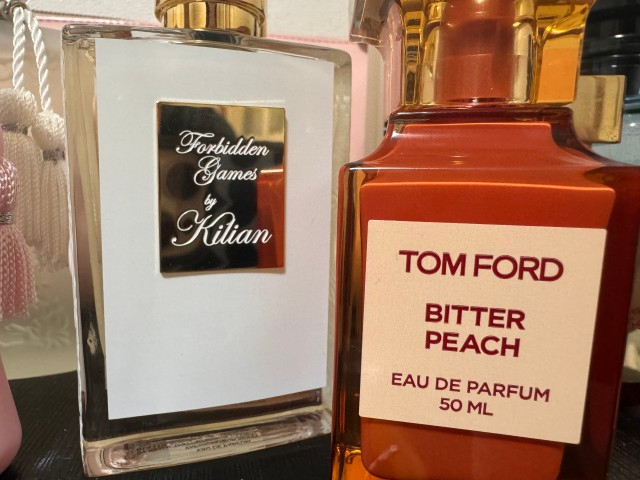 Forbidden
Games
by
Kilian
TOM FORD
BITTER
PEACH
EAU DE PARFUM
50 ML